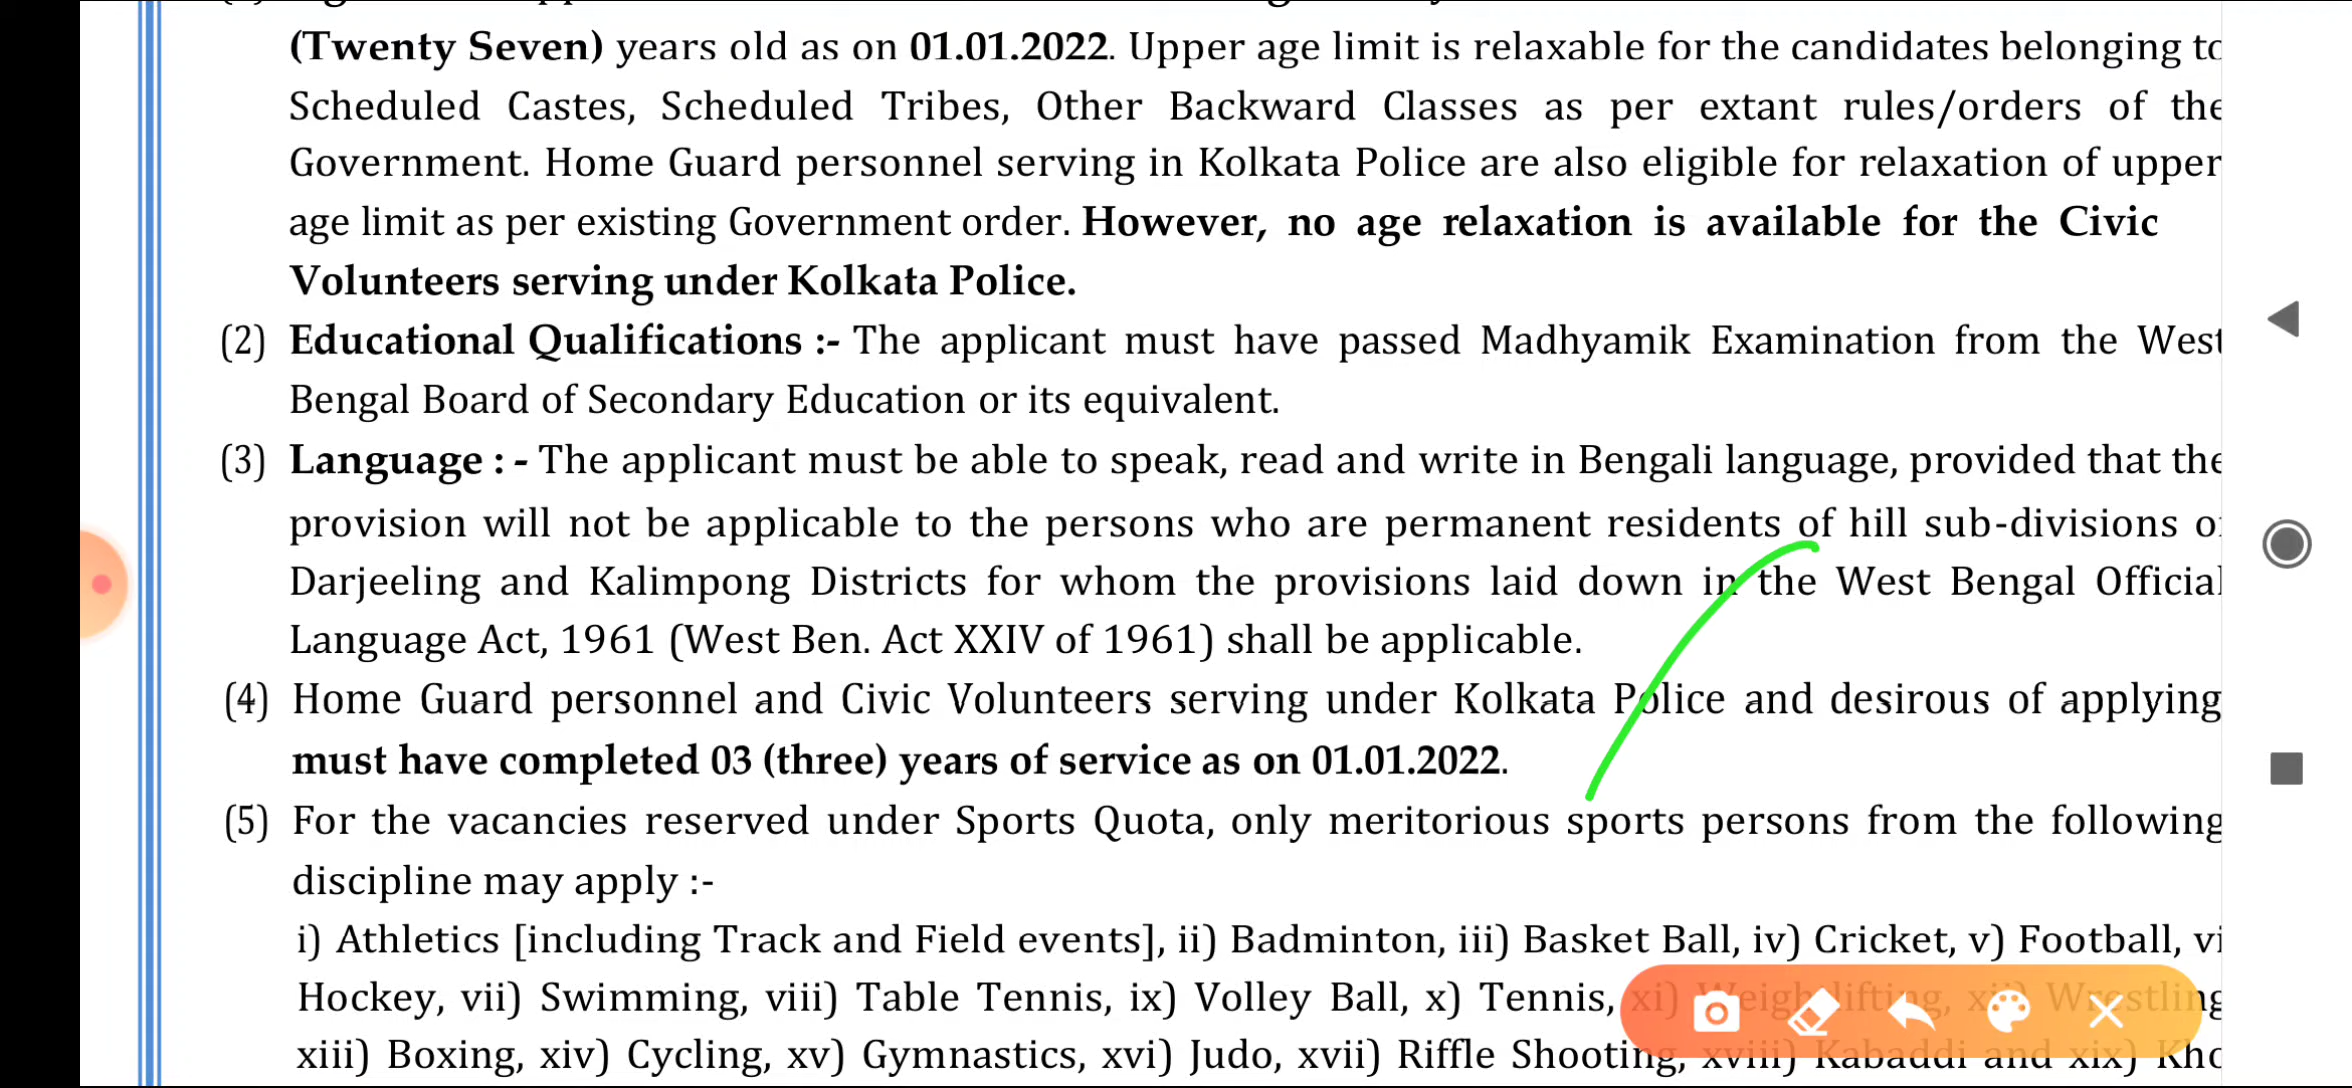 (Twenty Seven) years old as on 01.01.2022. Upper age limit is relaxable for the candidates belonging to
Scheduled Castes, Scheduled Tribes, Other Backward Classes as per extant rules/orders of the
Government. Home Guard personnel serving in Kolkata Police are also eligible for relaxation of upper
age limit as per existing Government order. However, no age relaxation is available for the Civic
Volunteers serving under Kolkata Police.
(2) Educational Qualifications :- The applicant must have passed Madhyamik Examination from the West
Bengal Board of Secondary Education or its equivalent.
(3) Language : - The applicant must be able to speak, read and write in Bengali language, provided that the
provision will not be applicable to the persons who are permanent residents of hill sub-divisions o
Darjeeling and Kalimpong Districts for whom the provisions laid down in the West Bengal Official
Language Act, 1961 (West Ben. Act XXIV of 1961) shall be applicable.
(4) Home Guard personnel and Civic Volunteers serving under Kolkata Police and desirous of applying
must have completed 03 (three) years of service as on 01.01.2022.
(5) For the vacancies reserved under Sports Quota, only meritorious sports persons from the following
discipline may apply :-
i) Athletics [including Track and Field events], ii) Badminton, iii) Basket Ball, iv) Cricket, v) Football, vi
Hockey, vii) Swimming, viii) Table Tennis, ix) Volley Ball, x) Tennis, xi) Weigh lifting, xii) Wrestling
xiii) Boxing, xiv) Cycling, xv) Gymnastics, xvi) Judo, xvii) Riffle Shooting, xviii) Kabaddi and xix) Kho